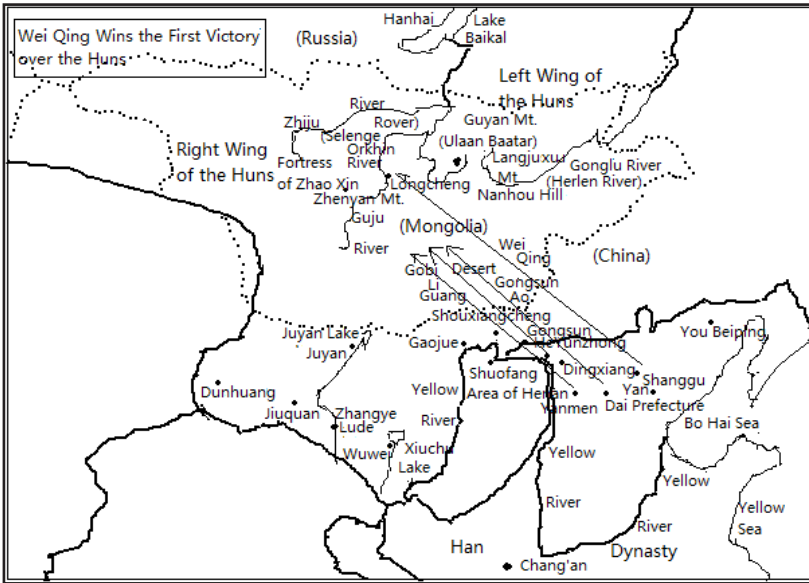 Wei Qing Wins the First Victory
over the Huns
Hanhai
Lake
Baikal
(Russia)
Left Wing of
the Huns
River
Zhiju
(Selenge
Rover)
Guyan Mt.
Orkhin
River
(Ulaan Baatar)
Right Wing
of the Huns
Fortress
of Zhao Xin
Langjuxu
Mt
Gonglu River
(Herlen River)
Longcheng
Nanhou Hill
Zhenyan Mt.
Guju
River
(Mongolia)
Wei
Qing
(China)
Gobi
Desert
Li
Guang
Gongsun
Ao
Shouxiangcheng
Gongsun
He
Yunzhong
You Beiping
Juyan Lake
Juyan
Gaojue
Shuofang
Dingxiang
Shanggu
Yan
Dunhuang
Yellow
River
Area of Henan
Yanmen
Dai Prefecture
Jiuquan
Zhangye
Lude
Bo Hai Sea
Wuwei
Xiuchu
Lake
Yellow
River
Yellow
River
Yellow
Sea
Han
Dynasty
Chang'an